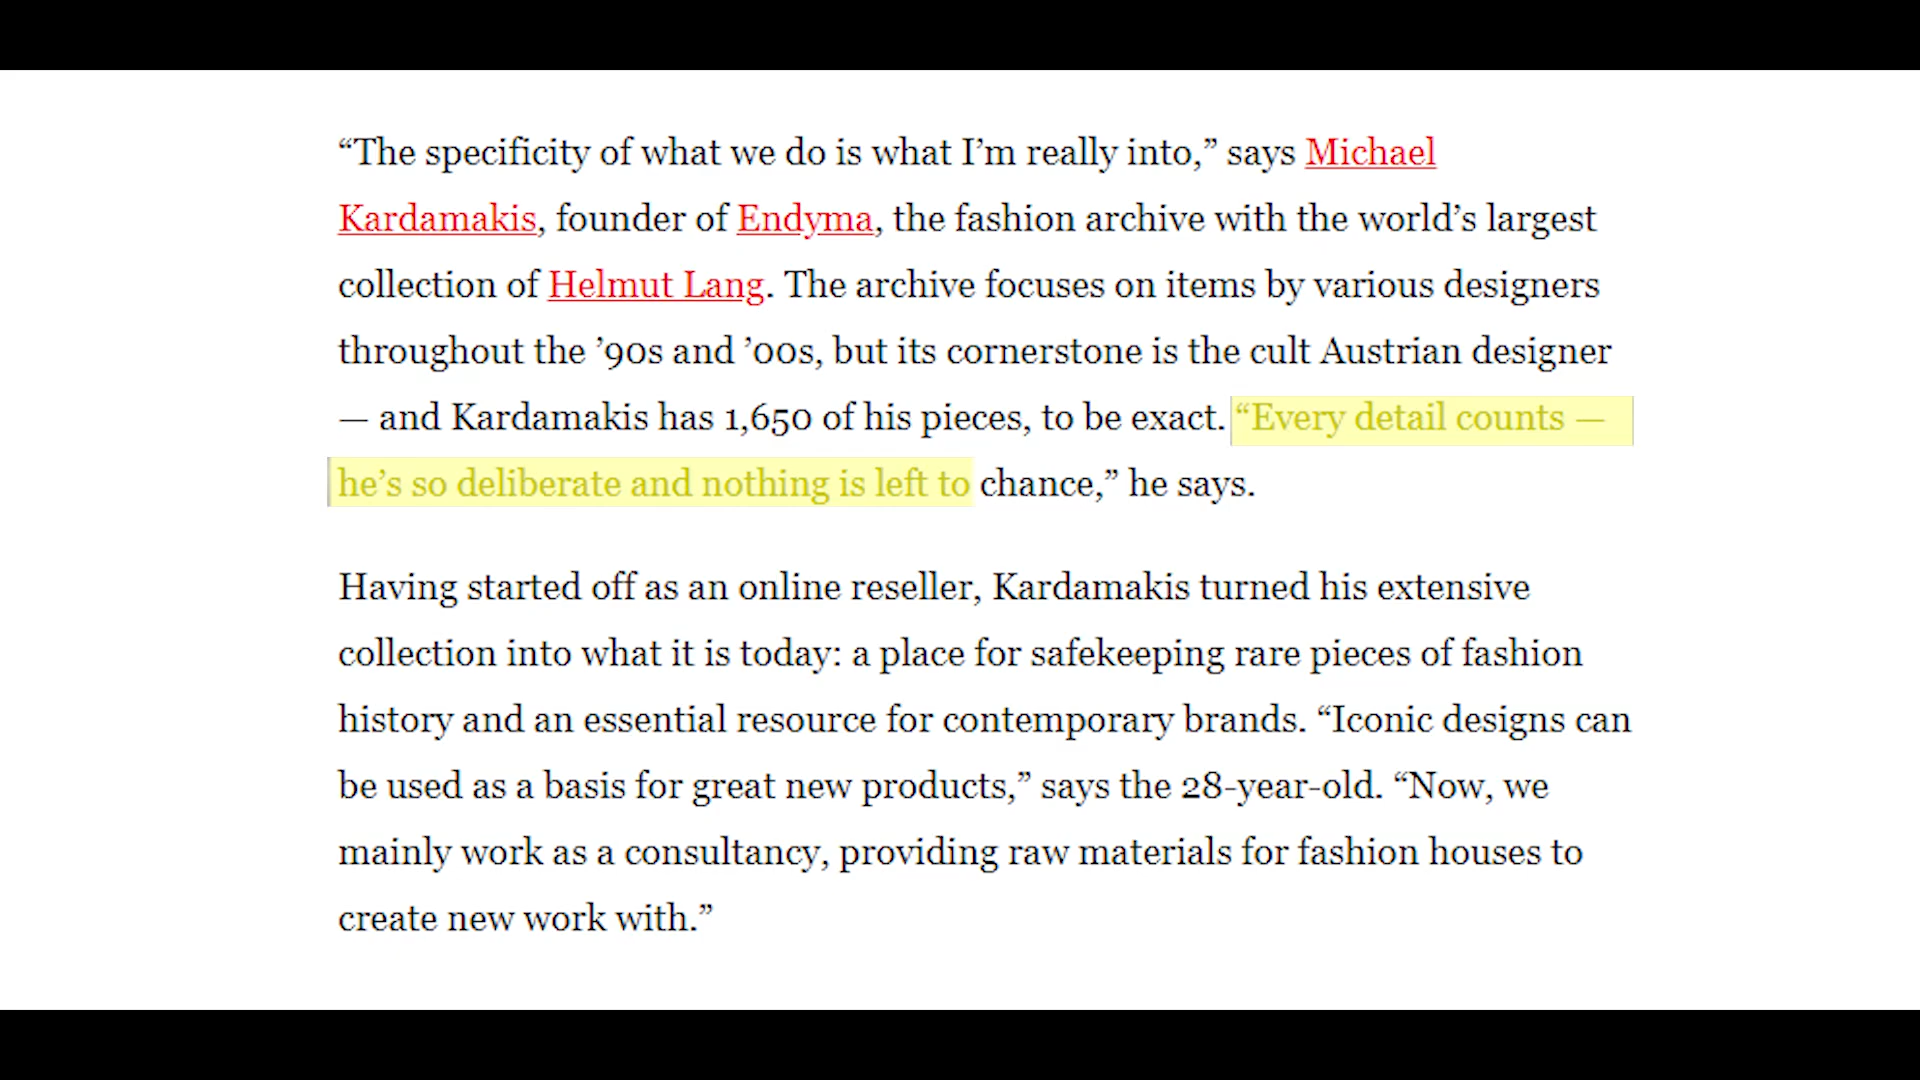 “The specificity of what we do is what I’m really into,” says Michael
Kardamakis, founder of Endyma, the fashion archive with the world’s largest
collection of Helmut Lang. The archive focuses on items by various designers
throughout the ’90s and ’00s, but its cornerstone is the cult Austrian designer
— and Kardamakis has 1,650 of his pieces, to be exact. “Every detail counts —
he’s so deliberate and nothing is left to chance,” he says.
Having started off as an online reseller, Kardamakis turned his extensive
collection into what it is today: a place for safekeeping rare pieces of fashion
history and an essential resource for contemporary brands. “Iconic designs can
be used as a basis for great new products,” says the 28-year-old. “Now, we
mainly work as a consultancy, providing raw materials for fashion houses to
create new work with.”